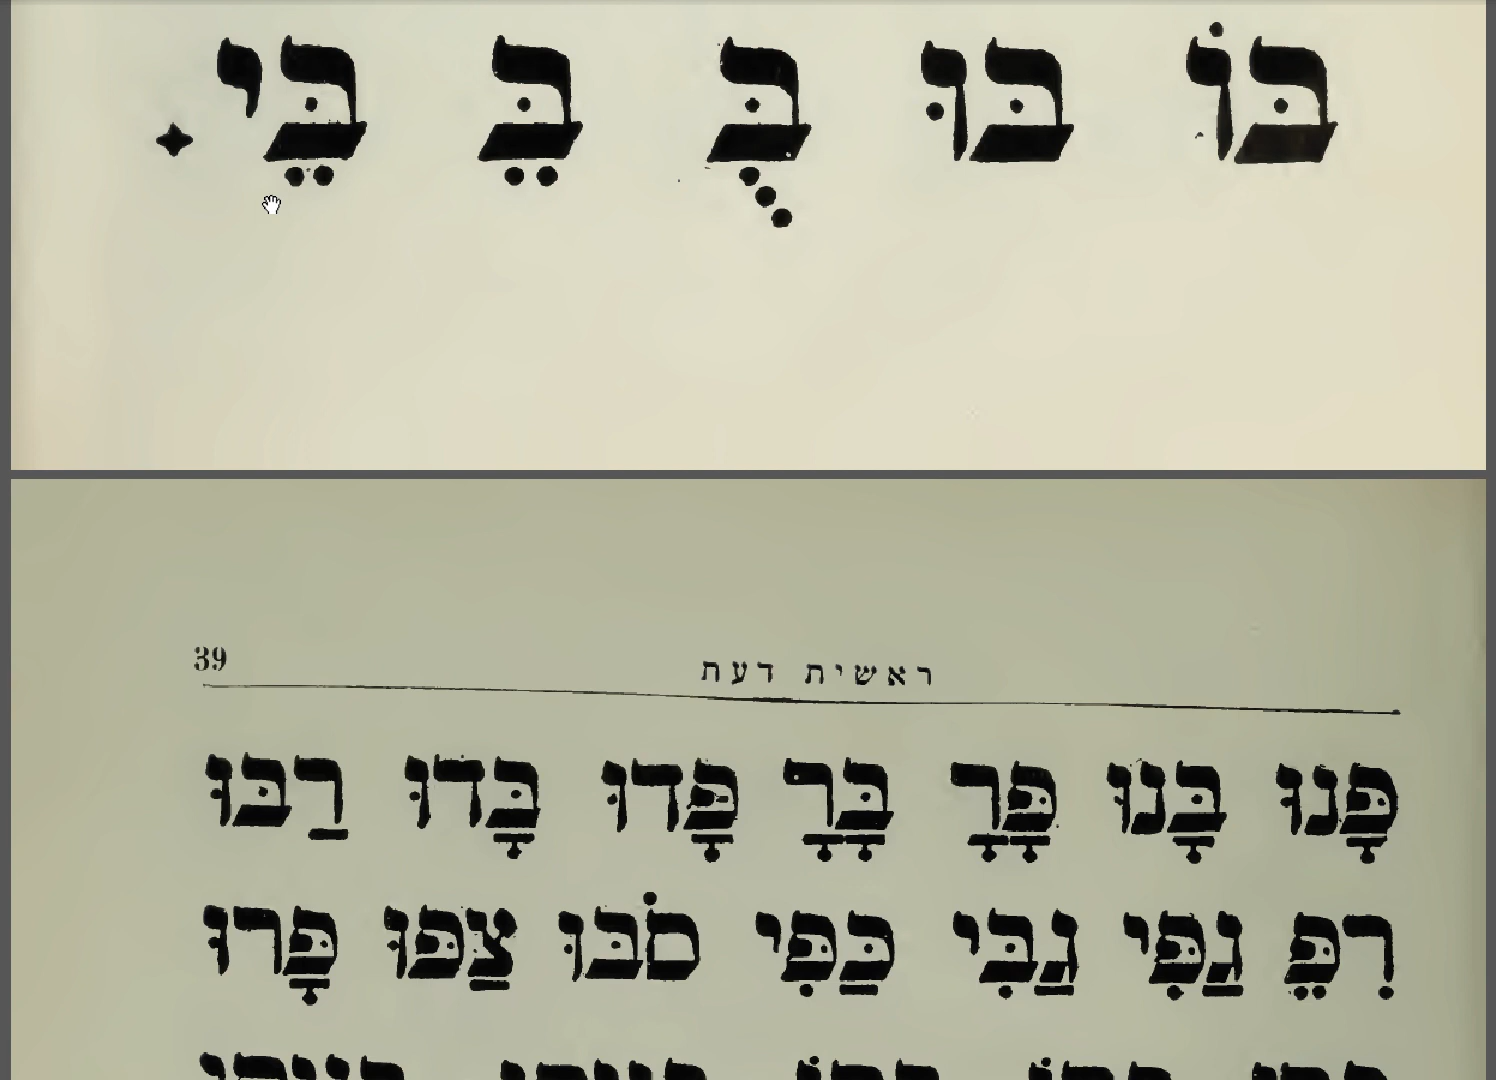 בּוֹ בּוּ בֻּ בֵּ בֵּי
39
ראשית דעת
פָּנוּ בָּנוּ פָּרָ בָּרָ פָּדוּ בָּדוּ רַבּוּ
רִפֵּ גַפִּי גַבִּי כַּפִּי סֹבּוּ צַפּוּ פָּרוּ